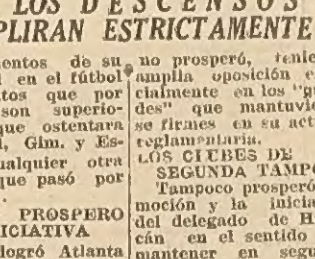 LOS DESCENSOS
PLIRAN ESTRICTAMENTE
entos de su
l en el fútbol
tos que por
son superio-
que ostentara
l, Gim. y Es-
ualquier otra
que pasó por
.
PROSPERO
ICIATIVA
logró Atlanta
no prosperó, tenie
amplia oposición e
cialmente en los "g
des" que mantuvie
se firmes en su act
reglamentaria.
LOS CLUBES DE
SEGUNDA TAMPO
Tampoco prosperó
moción y la inicia
del delegado de H
cán en el sentido
mantener en segu